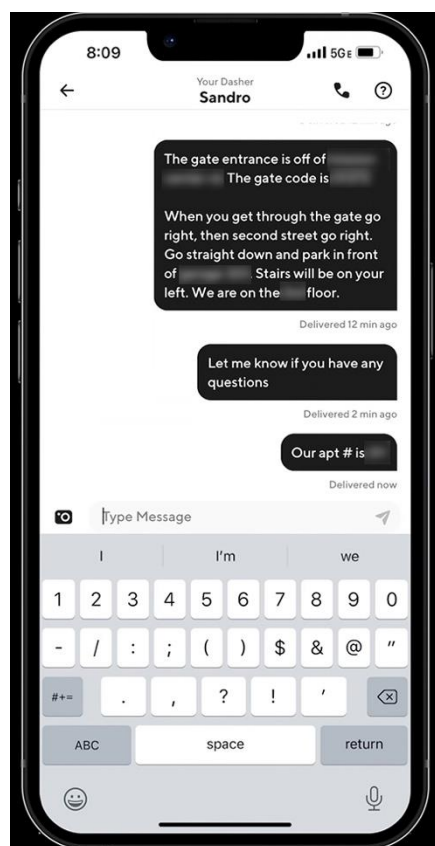 8:09
5GE
Your Dasher
Sandro
The gate entrance is off of
The gate code is
When you get through the gate go
right, then second street go right.
Go straight down and park in front
of
Stairs will be on your
left. We are on the
floor.
Delivered 12 min ago
Let me know if you have any
questions
Delivered 2 min ago
Our apt # is
Delivered now
Type Message
I I'm we
1 2 3 4 5 6 7 8 9 0
- / : ; ( ) $ & @ "
#+= . , ? ! '
ABC space return